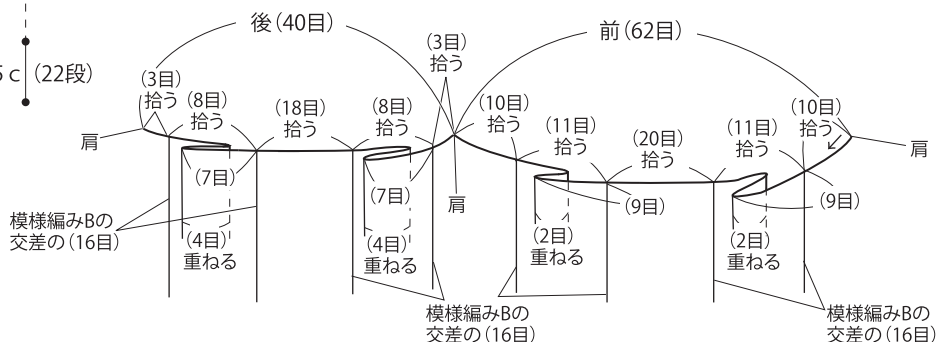 後(40目)
前(62目)
5c(22段)
(3目)
拾う
(8目)
拾う
(18目)
拾う
(8目)
拾う
(3目)
拾う
(10目)
拾う
(11目)
拾う
(20目)
拾う
(11目)
拾う
(10目)
拾う
肩
肩
肩
(7目)
(7目)
(9目)
(9目)
模様編みBの
交差の(16目)
(4目)
重ねる
(4目)
重ねる
(2目)
重ねる
(2目)
重ねる
模様編みBの
交差の(16目)
模様編みBの
交差の(16目)